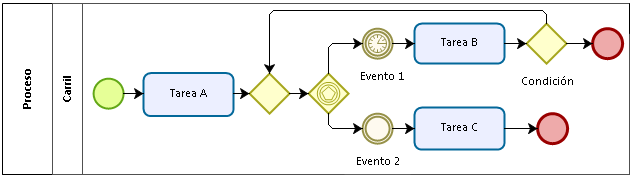 Proceso
Carril
Tarea A
Evento 1
Tarea B
Condición
Evento 2
Tarea C